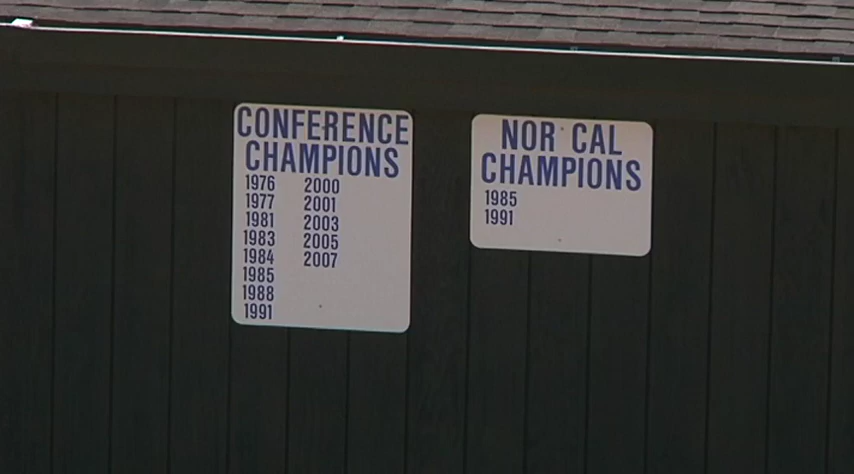 CONFERENCE
CHAMPIONS
1976 2000
1977 2001
1981 2003
1983 2005
1984 2007
1985
1988
1991
NOR CAL
CHAMPIONS
1985
1991